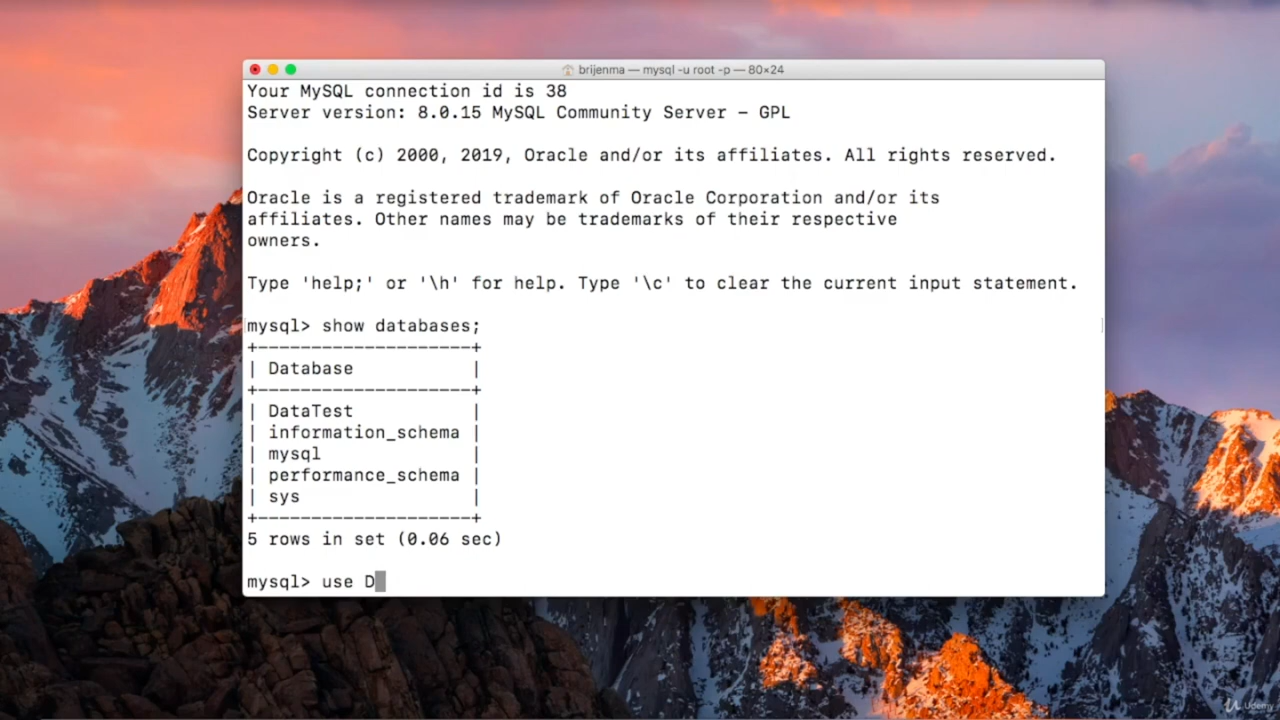 brijenma — mysql -u root -p — 80×24
Your MySQL connection id is 38
Server version: 8.0.15 MySQL Community Server - GPL
Copyright (c) 2000, 2019, Oracle and/or its affiliates. All rights reserved.
Oracle is a registered trademark of Oracle Corporation and/or its
affiliates. Other names may be trademarks of their respective
owners.
Type 'help;' or '\h' for help. Type '\c' to clear the current input statement.
mysql> show databases;
+--------------------+
| Database           |
+--------------------+
| DataTest           |
| information_schema |
| mysql              |
| performance_schema |
| sys                |
+--------------------+
5 rows in set (0.06 sec)
mysql> use D
Udemy